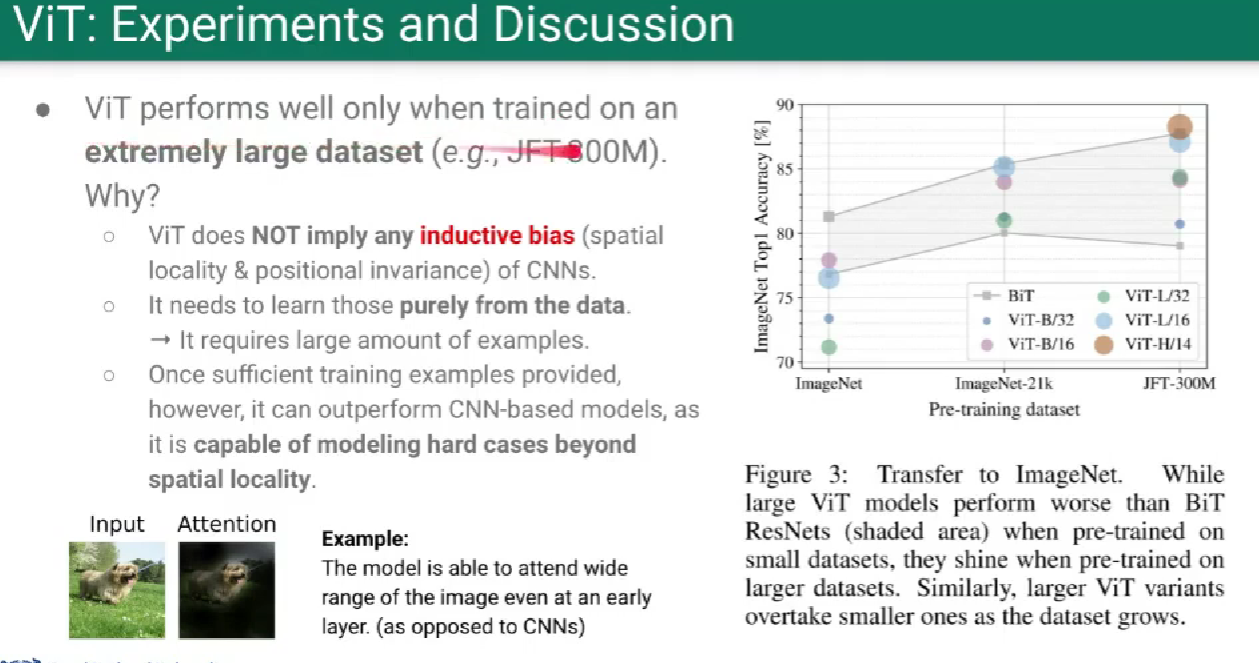 ViT: Experiments and Discussion
● ViT performs well only when trained on an
extremely large dataset (e.g., JFT-300M).
Why?
○ ViT does NOT imply any inductive bias (spatial
locality & positional invariance) of CNNs.
○ It needs to learn those purely from the data.
→ It requires large amount of examples.
○ Once sufficient training examples provided,
however, it can outperform CNN-based models, as
it is capable of modeling hard cases beyond
spatial locality.
Input Attention
Example:
The model is able to attend wide
range of the image even at an early
layer. (as opposed to CNNs)
ImageNet Top1 Accuracy [%]
90
85
80
75
70
BiT
ViT-B/32
ViT-B/16
ViT-L/32
ViT-L/16
ViT-H/14
ImageNet ImageNet-21k JFT-300M
Pre-training dataset
Figure 3: Transfer to ImageNet. While
large ViT models perform worse than BiT
ResNets (shaded area) when pre-trained on
small datasets, they shine when pre-trained on
larger datasets. Similarly, larger ViT variants
overtake smaller ones as the dataset grows.